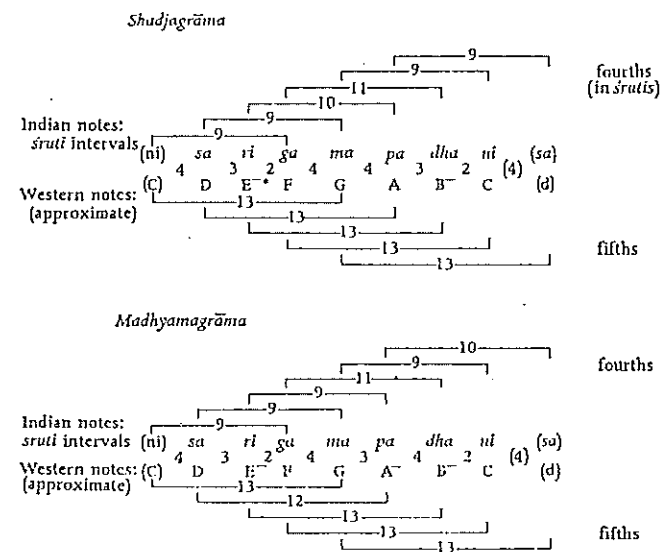 Shudjagrāma
9
9 fourths
11 (in śrutis)
10
Indian notes: 9
śruti intervals 9
(ni) sa ri ga ma pa dha ni (sa)
4 3 2 4 4 3 2 (4)
Western notes: (C) D E⁻ F G A B⁻ C (d)
(approximate) 13
13
13
13
13 fifths
Madhyamagrāma
10
9 fourths
11
9
9
Indian notes: 9
śruti intervals (ni) sa ri ga ma pa dha ni (sa)
4 3 2 4 3 4 2 (4)
Western notes: (C) D E⁻ F G A⁻ B⁻ C (d)
(approximate) 13
12
13
13
13 fifths